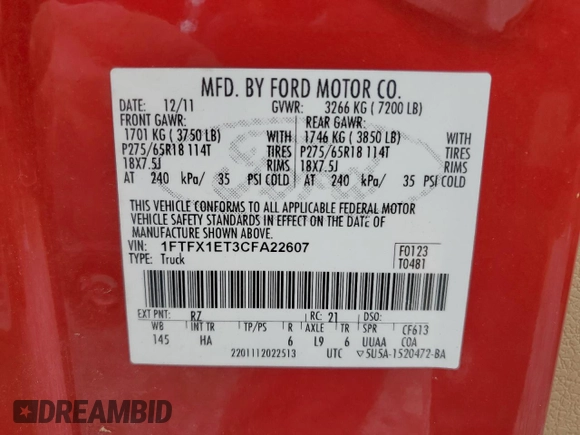 MFD. BY FORD MOTOR CO.
DATE: 12/11 GVWR: 3266 KG ( 7200 LB)
FRONT GAWR: REAR GAWR:
1701 KG ( 3750 LB) WITH 1746 KG ( 3850 LB) WITH
P275/65R18 114T TIRES P275/65R18 114T TIRES
18X7.5J RIMS 18X7.5J RIMS
AT 240 kPa/ 35 PSI COLD AT 240 kPa/ 35 PSI COLD
THIS VEHICLE CONFORMS TO ALL APPLICABLE FEDERAL MOTOR
VEHICLE SAFETY STANDARDS IN EFFECT ON THE DATE OF
MANUFACTURE SHOWN ABOVE.
VIN: 1FTFX1ET3CFA22607 F0123
TYPE: Truck T0481
EXT PNT: RZ RC: 21 DSO:
WB INT TR TP/PS R AXLE TR SPR CF613
145 HA 6 L9 6 UUAA COA
2201112022513 UTC 5U5A-1520472-BA
DREAMBID